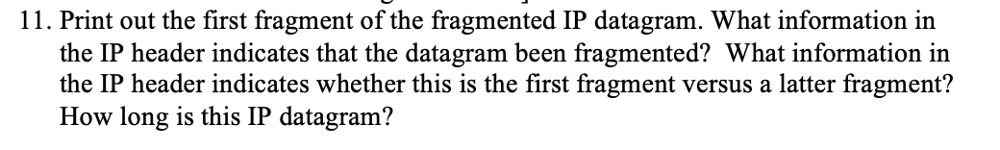 11. Print out the first fragment of the fragmented IP datagram. What information in
the IP header indicates that the datagram been fragmented? What information in
the IP header indicates whether this is the first fragment versus a latter fragment?
How long is this IP datagram?